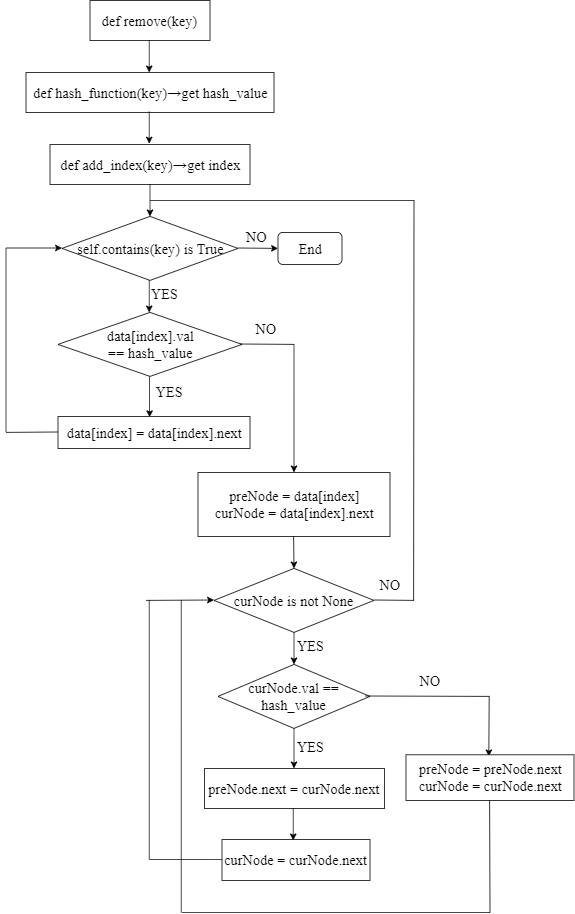 def remove(key)
def hash_function(key)→get hash_value
def add_index(key)→get index
self.contains(key) is True
NO
End
YES
data[index].val
== hash_value
NO
YES
data[index] = data[index].next
preNode = data[index]
curNode = data[index].next
curNode is not None
NO
YES
curNode.val ==
hash_value
NO
YES
preNode.next = curNode.next
preNode = preNode.next
curNode = curNode.next
curNode = curNode.next